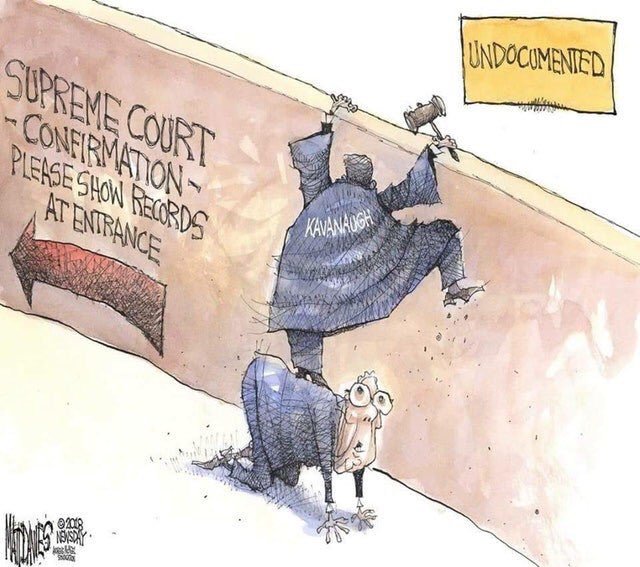 UNDOCUMENTED
SUPREME COURT
- CONFIRMATION -
PLEASE SHOW RECORDS
AT ENTRANCE
KAVANAUGH
MATT DAVIES
© 2018
NEWSDAY